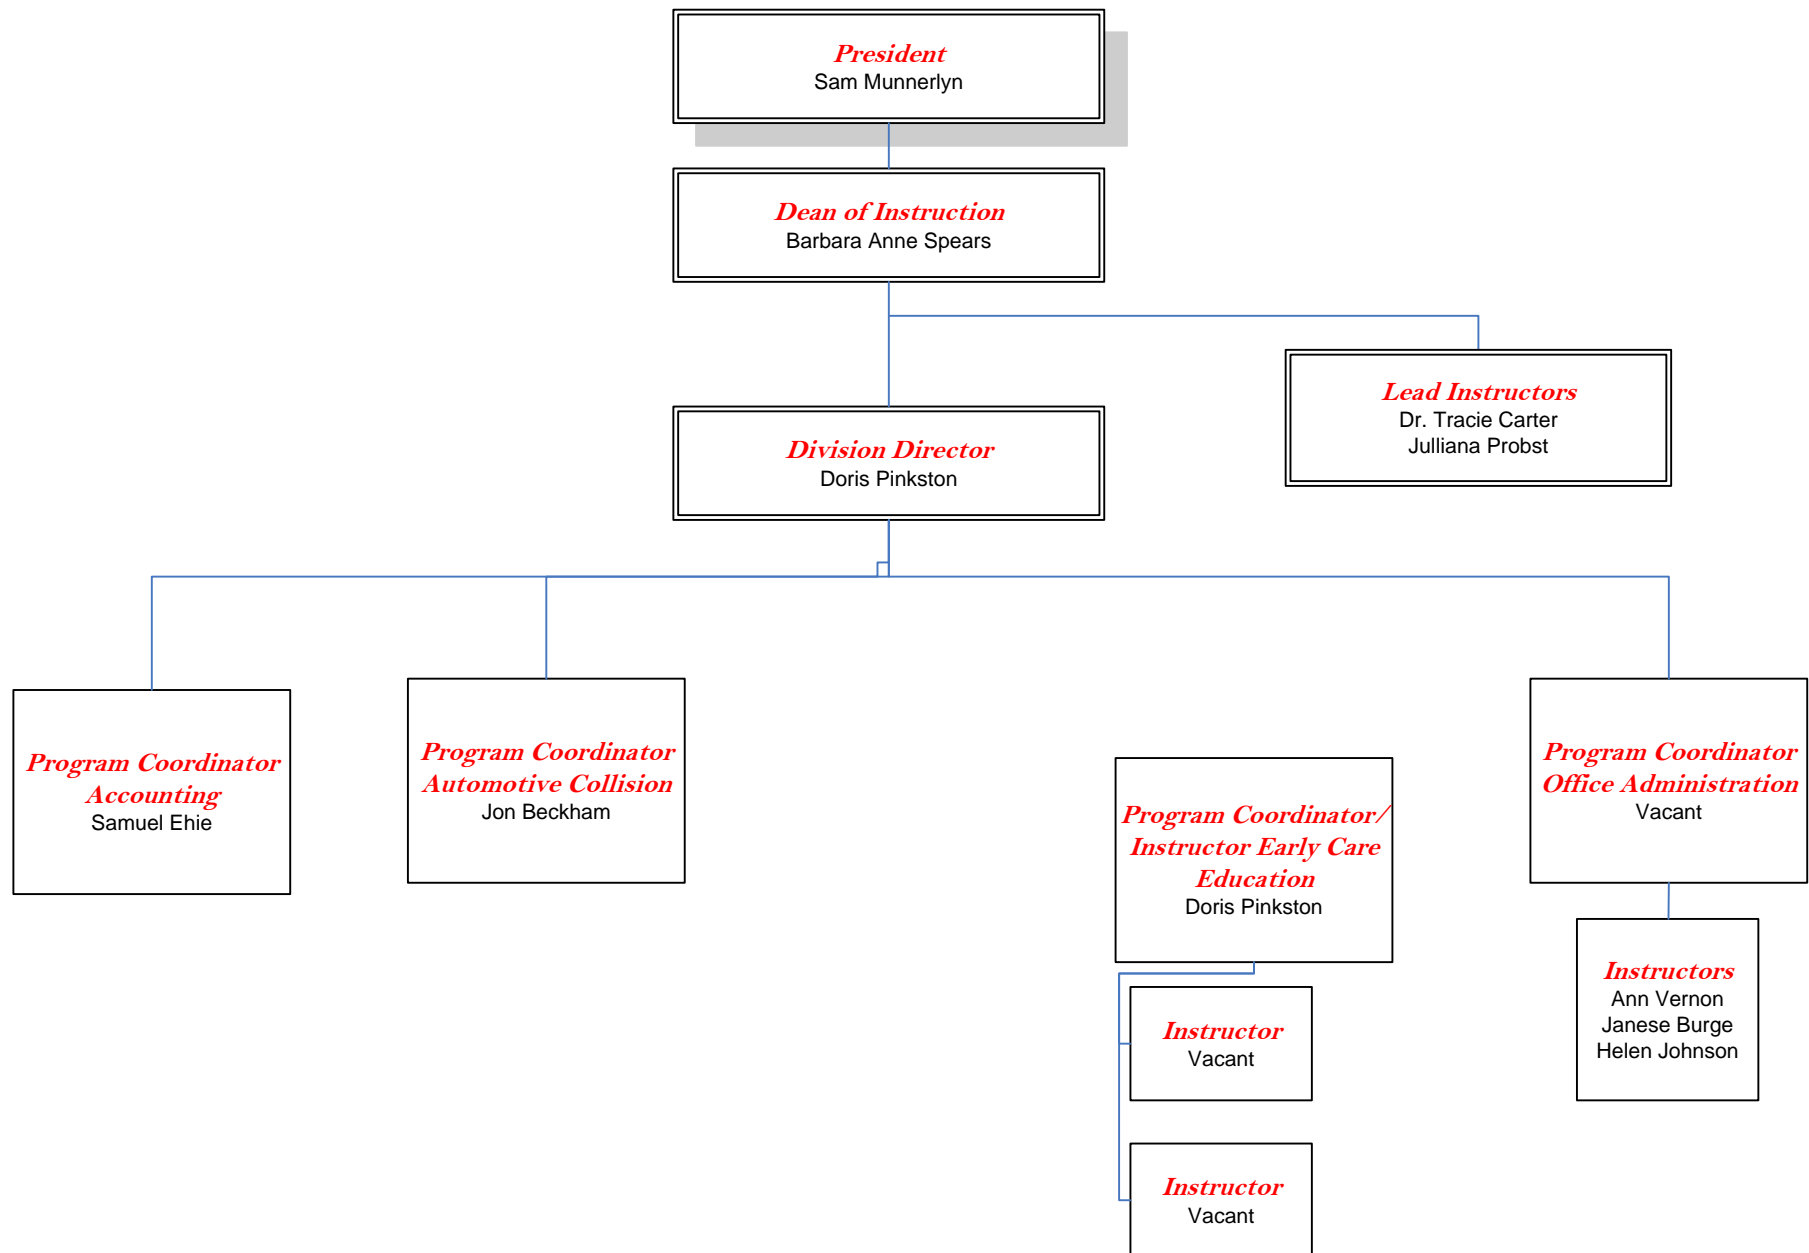 President
Sam Munnerlyn
Dean of Instruction
Barbara Anne Spears
Lead Instructors
Dr. Tracie Carter
Julliana Probst
Division Director
Doris Pinkston
Program Coordinator
Accounting
Samuel Ehie
Program Coordinator
Automotive Collision
Jon Beckham
Program Coordinator/
Instructor Early Care
Education
Doris Pinkston
Program Coordinator
Office Administration
Vacant
Instructor
Vacant
Instructor
Vacant
Instructors
Ann Vernon
Janese Burge
Helen Johnson